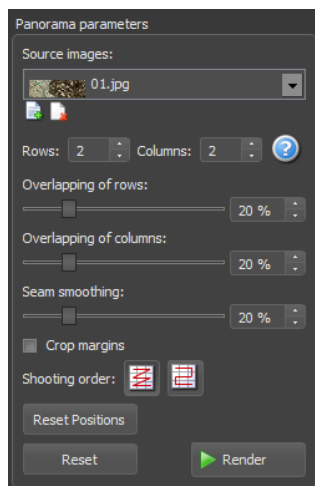 Panorama parameters
Source images:
01.jpg
Rows: 2 Columns: 2 ?
Overlapping of rows:
20 %
Overlapping of columns:
20 %
Seam smoothing:
20 %
Crop margins
Shooting order:
Reset Positions
Reset Render